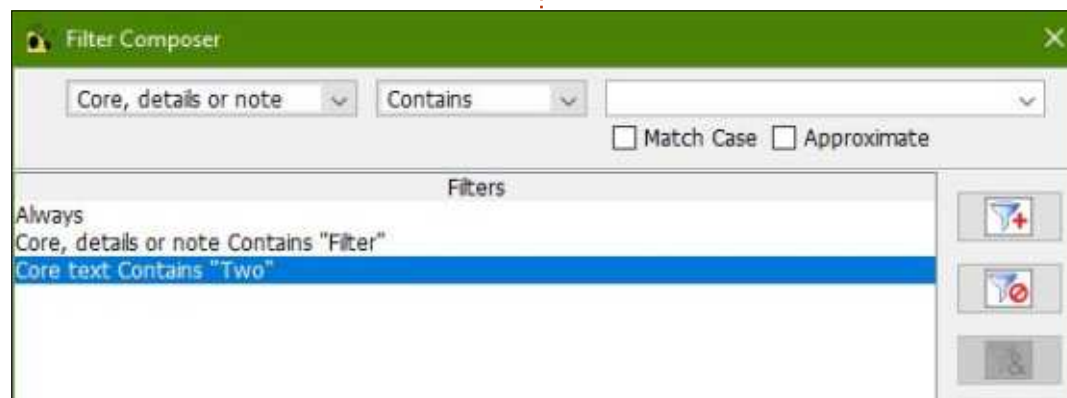 Filter Composer
Core, details or note Contains
Match Case Approximate
Filters
Always
Core, details or note Contains "Filter"
Core text Contains "Two"